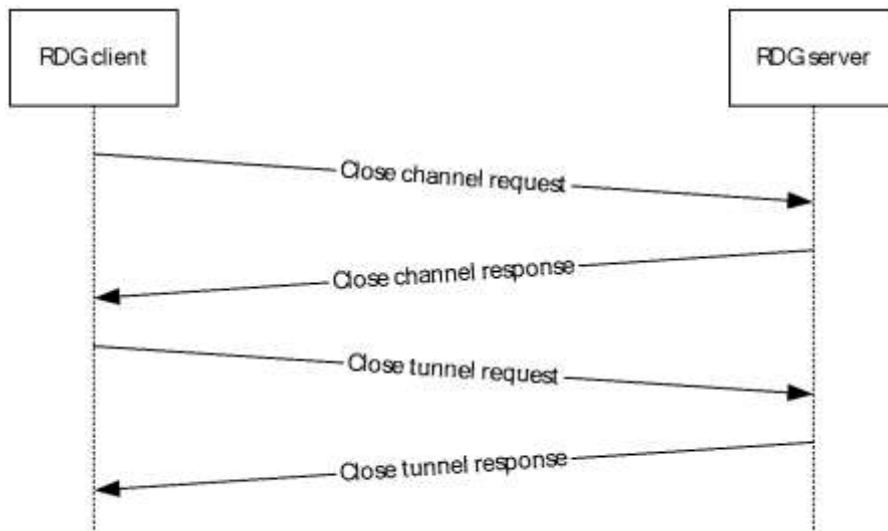 RDG client
RDG server
Close channel request
Close channel response
Close tunnel request
Close tunnel response